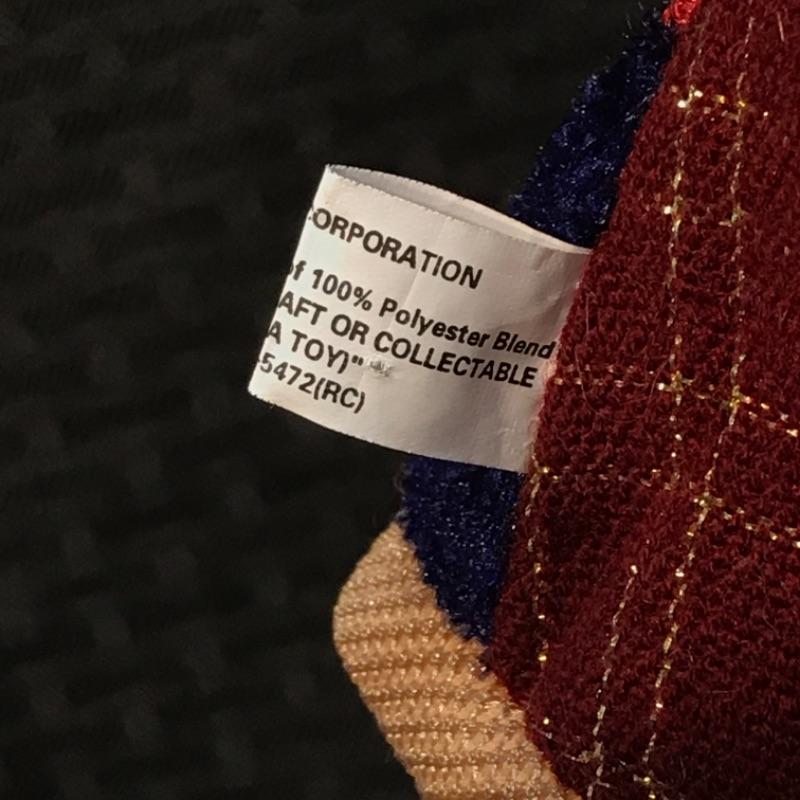 CORPORATION
of 100% Polyester Blend
AFT OR COLLECTABLE
A TOY)"
5472(RC)